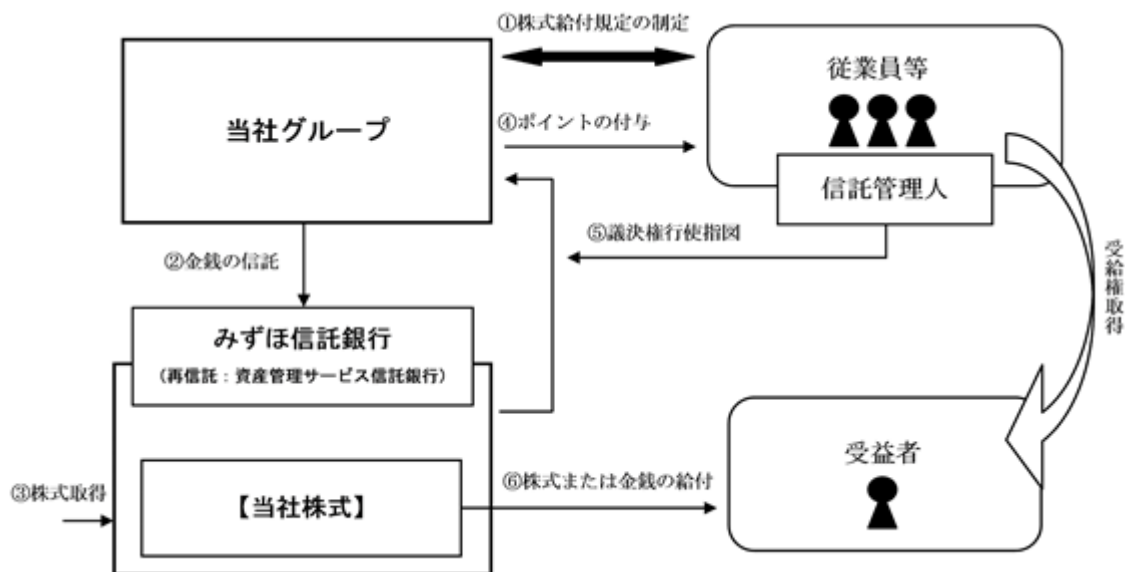 ①株式給付規定の制定
従業員等
当社グループ
④ポイントの付与
信託管理人
⑤議決権行使指図
②金銭の信託
受給権取得
みずほ信託銀行
(再信託：資産管理サービス信託銀行)
受益者
③株式取得
⑥株式または金銭の給付
【当社株式】